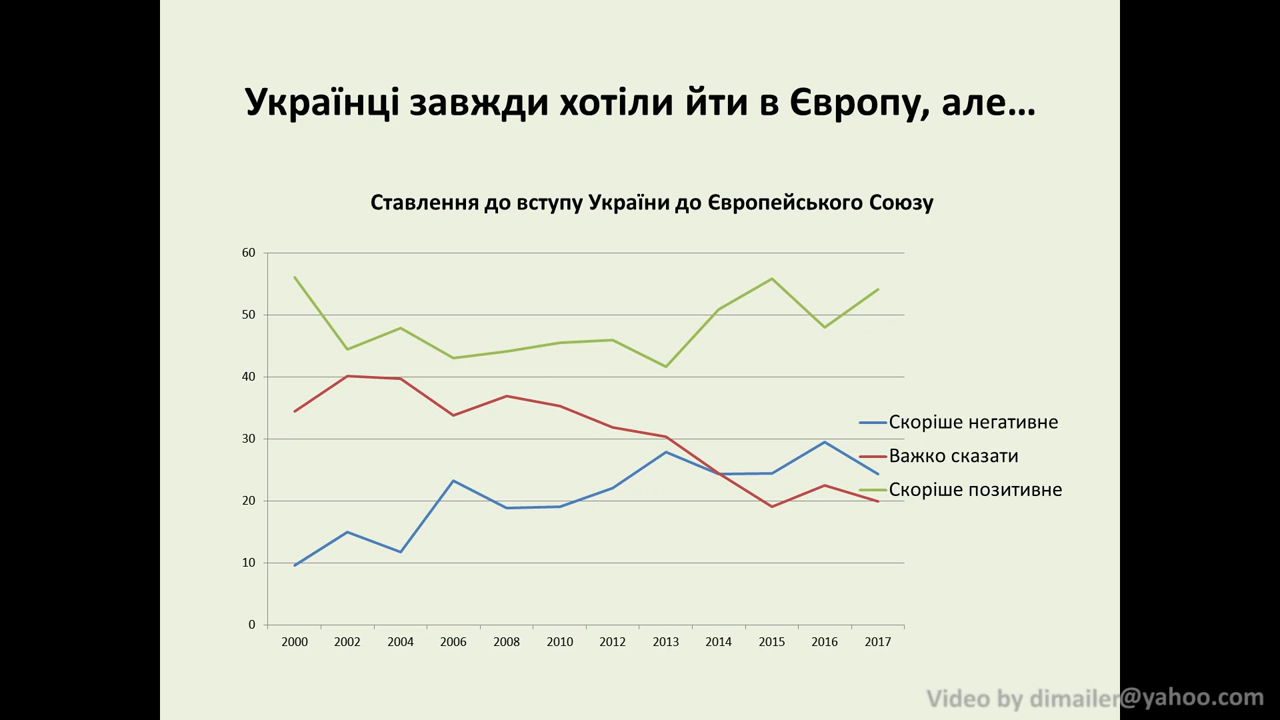 Українці завжди хотіли йти в Європу, але...
Ставлення до вступу України до Європейського Союзу
60
50
40
30
20
10
0
2000 2002 2004 2006 2008 2010 2012 2013 2014 2015 2016 2017
Скоріше негативне
Важко сказати
Скоріше позитивне
Video by dimailer@yahoo.com